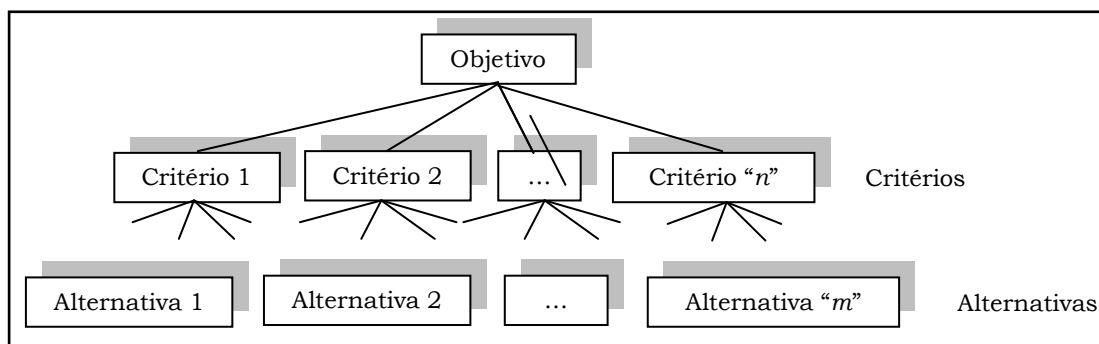 Objetivo
Critério 1 Critério 2 ... Critério “n” Critérios
Alternativa 1 Alternativa 2 ... Alternativa “m” Alternativas